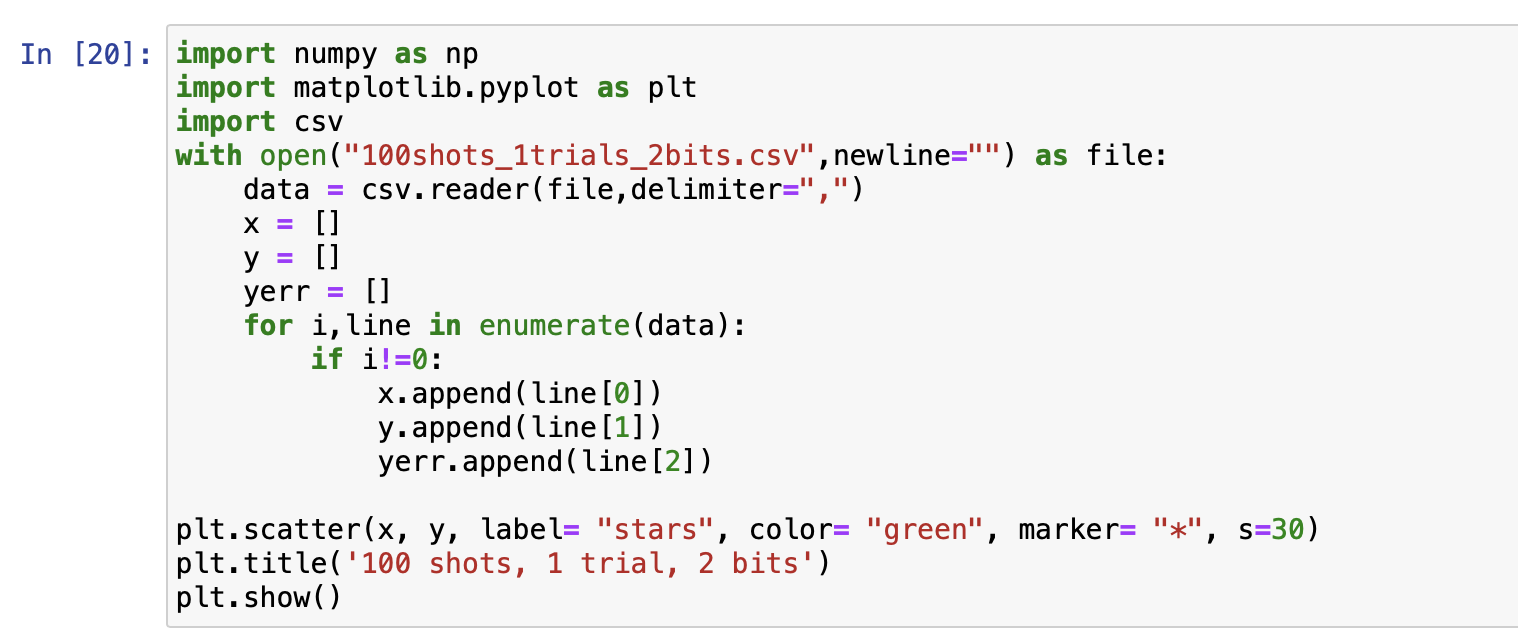 In [20]:
import numpy as np
import matplotlib.pyplot as plt
import csv
with open("100shots_1trials_2bits.csv",newline="") as file:
    data = csv.reader(file,delimiter=",")
    x = []
    y = []
    yerr = []
    for i,line in enumerate(data):
        if i!=0:
            x.append(line[0])
            y.append(line[1])
            yerr.append(line[2])

plt.scatter(x, y, label= "stars", color= "green", marker= "*", s=30)
plt.title('100 shots, 1 trial, 2 bits')
plt.show()